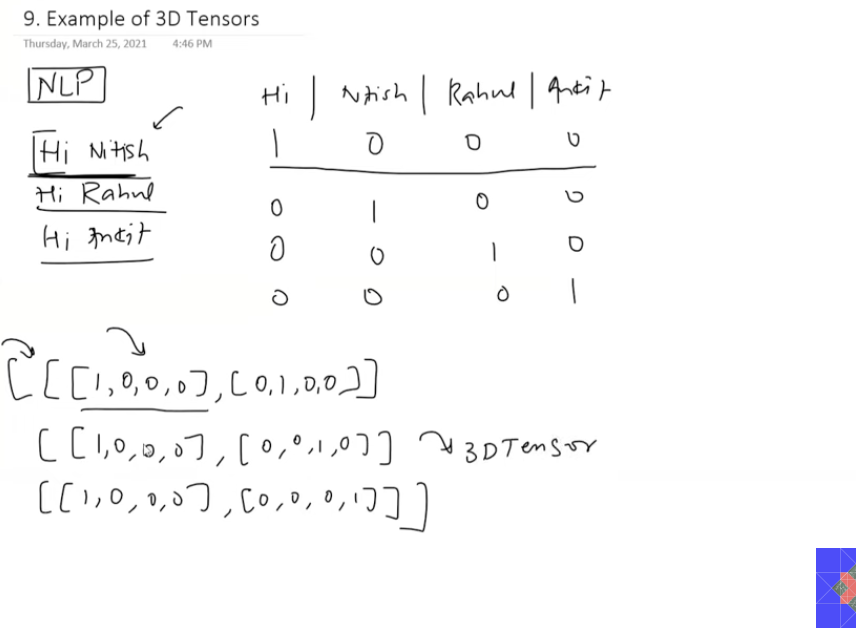 9. Example of 3D Tensors
Thursday, March 25, 2021 4:46 PM
NLP
Hi | Nitish | Rahul | Ankit
1 0 0 0
Hi Nitish
Hi Rahul
Hi Ankit
0 1 0 0
0 0 1 0
0 0 0 1
[[[1,0,0,0],[0,1,0,0]]
[[1,0,0,0],[0,0,1,0]] 3D Tensor
[[1,0,0,0],[0,0,0,1]]]